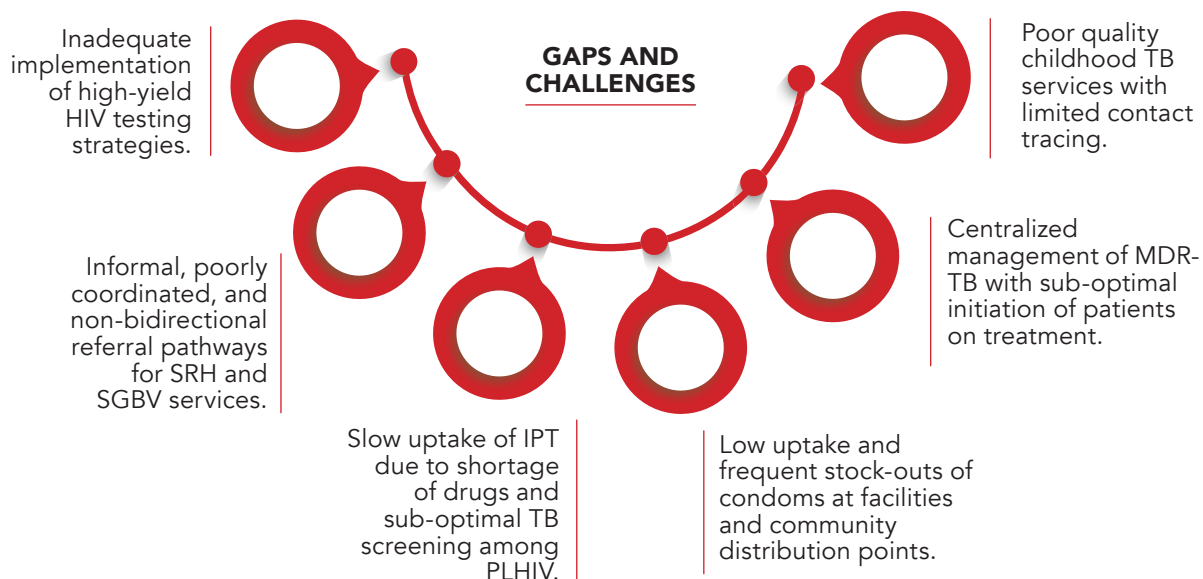 GAPS AND
CHALLENGES
Inadequate
implementation
of high-yield
HIV testing
strategies.
Informal, poorly
coordinated, and
non-bidirectional
referral pathways
for SRH and
SGBV services.
Slow uptake of IPT
due to shortage
of drugs and
sub-optimal TB
screening among
PLHIV.
Low uptake and
frequent stock-outs of
condoms at facilities
and community
distribution points.
Centralized
management of MDR-
TB with sub-optimal
initiation of patients
on treatment.
Poor quality
childhood TB
services with
limited contact
tracing.